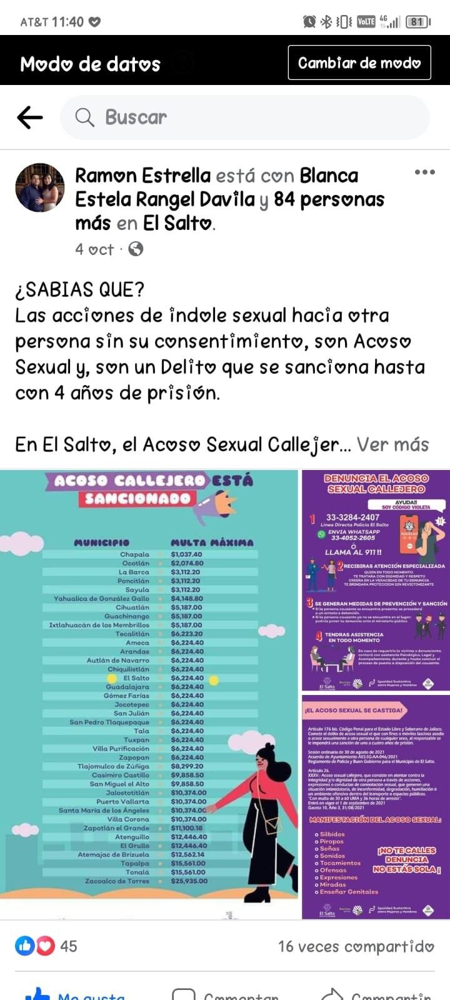 AT&T 11:40
4G
VoLTE
81
Modo de datos
Cambiar de modo
Buscar
Ramon Estrella está con Blanca
Estela Rangel Davila y 84 personas
más en El Salto.
4 oct ·
¿SABIAS QUE?
Las acciones de índole sexual hacia otra
persona sin su consentimiento, son Acoso
Sexual y, son un Delito que se sanciona hasta
con 4 años de prisión.
En El Salto, el Acoso Sexual Callejer... Ver más
ACOSO CALLEJERO ESTÁ
SANCIONADO
MUNICIPIO MULTA MÁXIMA
Chapala $1,037.40
Ocotlán $2,074.80
La Barca $3,112.20
Poncitlán $3,112.20
Sayula $3,112.20
Yahualica de González Gallo $4,148.80
Cihuatlán $5,187.00
Guachinango $5,187.00
Ixtlahuacán de los Membrillos $5,187.00
Tecalitlán $6,223.20
Ameca $6,224.40
Arandas $6,224.40
Autlán de Navarro $6,224.40
Chiquilistlán $6,224.40
El Salto $6,224.40
Guadalajara $6,224.40
Gómez Farías $6,224.40
Jocotepec $6,224.40
San Julián $6,224.40
San Pedro Tlaquepaque $6,224.40
Tala $6,224.40
Tuxpan $6,224.40
Villa Purificación $6,224.40
Zapopan $6,224.40
Tlajomulco de Zúñiga $8,299.20
Casimiro Castillo $9,858.50
San Miguel el Alto $9,858.50
Jalostotitlán $10,374.00
Puerto Vallarta $10,374.00
Santa María de los Ángeles $10,374.00
Villa Corona $10,374.00
Zapotlán el Grande $11,100.18
Atenguillo $12,446.40
El Grullo $12,446.40
Atemajac de Brizuela $12,562.14
Tapalpa $15,561.00
Tonalá $15,561.00
Zacoalco de Torres $25,935.00
DENUNCIA EL ACOSO
SEXUAL CALLEJERO
AYUDA!!
SOY CÓDIGO VIOLETA
1 33-3284-2407
Línea Directa Policía El Salto
ENVIA WHATSAPP
33-4052-2605
Ó
LLAMA AL 911 !!
2 RECIBIRAS ATENCIÓN ESPECIALIZADA
QUIEN EN TODO MOMENTO:
TE TRATARA CON DIGNIDAD Y RESPETO
CREERA EN LA VERACIDAD DE TU DENUNCIA
TE BRINDARA PROTECCION SIN REVICTIMIZARTE
3 SE GENERAN MEDIDAS DE PREVENCIÓN Y SANCIÓN
Si la persona causante se encuentra presente, se procederá
a un arresto o detención.
Si la persona causante ya no se encuentra en el lugar,
podrás poner tu denuncia ante el ministerio público
4 TENDRAS ASISTENCIA
EN TODO MOMENTO
En caso de requerirlo la víctima o denunciante,
contará con asistencia Psicológica, Legal y
Acompañamiento, durante y hasta concluir el
proceso de puesta a disposición del causante.
El Salto
Igualdad Sustantiva
entre Mujeres y Hombres
¡EL ACOSO SEXUAL SE CASTIGA!
Artículo 176 bis. Código Penal para el Estado Libre y Soberano de Jalisco.
Comete el delito de acoso sexual el que con fines o móviles lascivos asedie
o acose sexualmente a otra persona de cualquier sexo, al responsable se
le impondrá una sanción de uno a cuatro años de prisión.
Sesión ordinaria de 30 de agosto de 2021
Acuerdo de Ayuntamiento AES-SG-AA-046/2021
Reglamento de Policía y Buen Gobierno para el Municipio de El Salto.
Artículo 26.
XXXV.- Acoso sexual callejero, que consiste en atentar contra la
integridad y/o dignidad de otra persona a través de acciones,
expresiones o conductas de connotación sexual, que generen una
situación intimidatoria, de incomodidad, degradación, humillación ó
un ambiente ofensivo dentro del transporte o espacios públicos.
"Con multa de 30 a 60 UMA y 36 horas de arresto".
Entró en vigor el 1 de septiembre de 2021
Gaceta 10, Año 3, 31/08/2021
MANIFESTACIÓN DEL ACOSO SEXUAL:
Silbidos
Piropos
Señas
Sonidos
Tocamientos
Ofensas
Expresiones
Miradas
Enseñar Genitales
¡NO TE CALLES
DENUNCIA
NO ESTÁS SOLA ¡
El Salto
Igualdad Sustantiva
entre Mujeres y Hombres
45
16 veces compartido
Me gusta
Comentar
Compartir